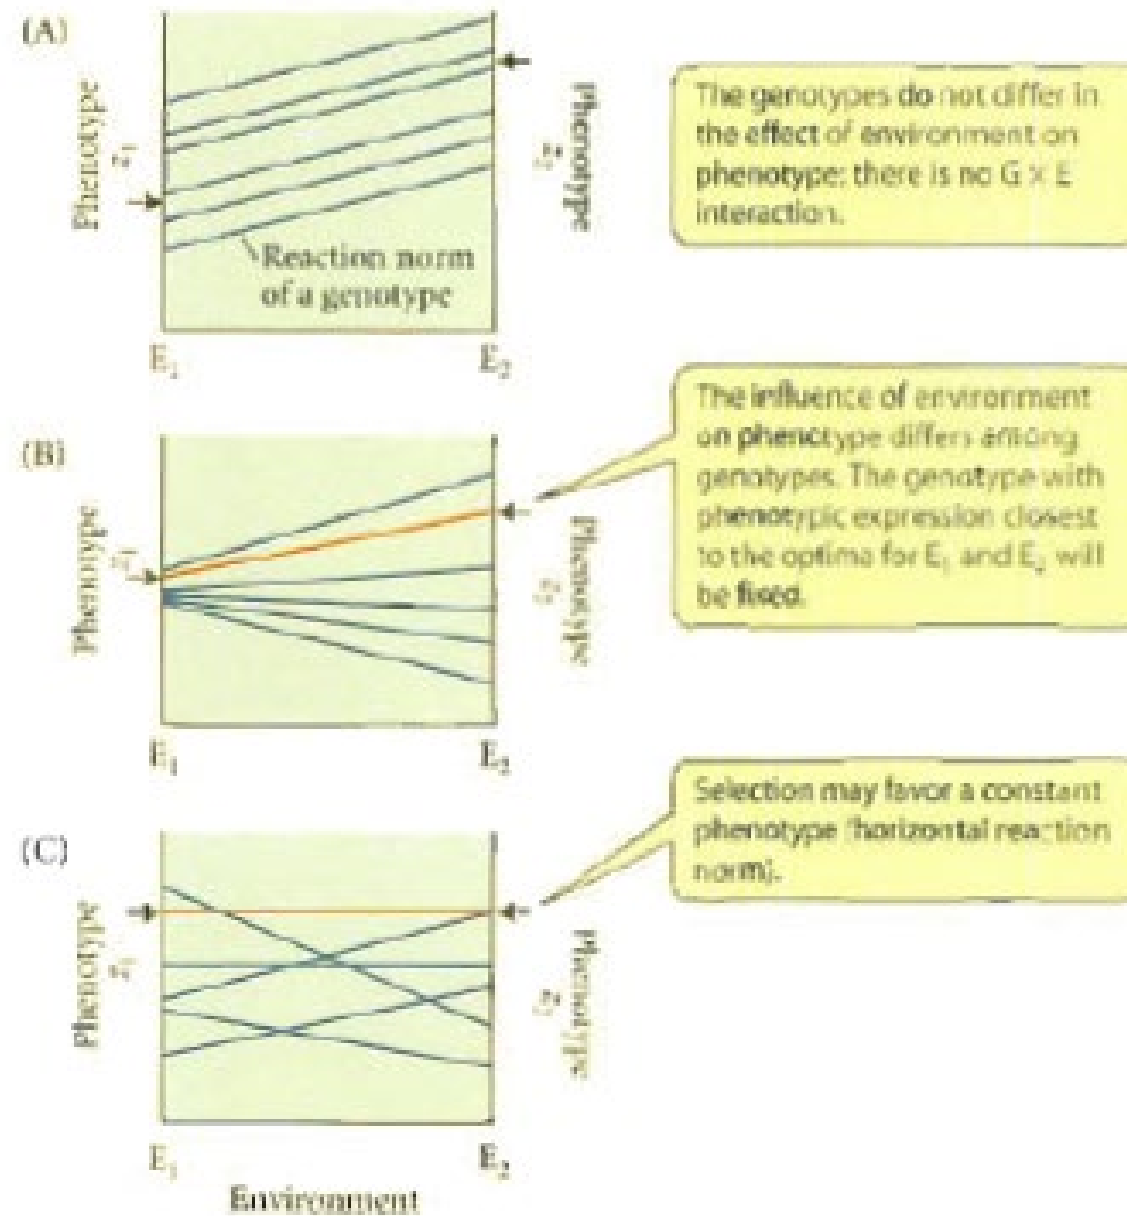 (A)
Phenotype
z₁
Phenotype
z₂
Reaction norm
of a genotype
E₁
E₂
The genotypes do not differ in
the effect of environment on
phenotype: there is no G × E
interaction.
(B)
Phenotype
z₁
Phenotype
z₂
E₁
E₂
The influence of environment
on phenotype differs among
genotypes. The genotype with
phenotypic expression closest
to the optima for E₁ and E₂ will
be fixed.
(C)
Phenotype
z₁
Phenotype
z₂
E₁
E₂
Environment
Selection may favor a constant
phenotype (horizontal reaction
norm).